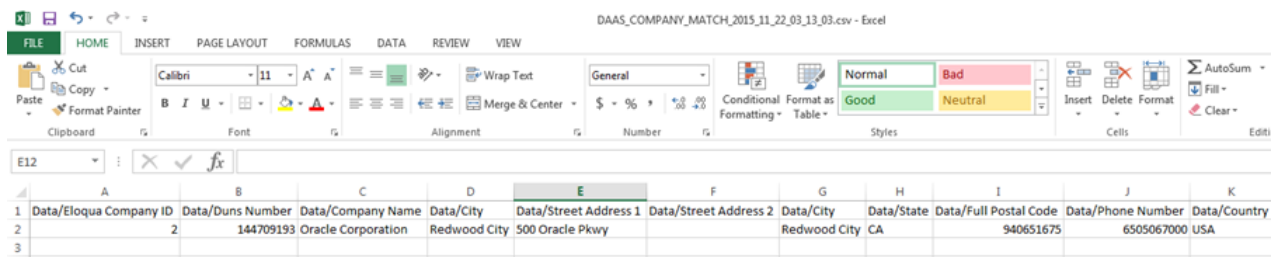 DAAS_COMPANY_MATCH_2015_11_22_03_13_03.csv - Excel
FILE HOME INSERT PAGE LAYOUT FORMULAS DATA REVIEW VIEW
Cut Calibri 11 A A Wrap Text General Normal Bad AutoSum
Copy Fill
Paste B I U A Merge & Center $ % , Conditional Format as Good Neutral Insert Delete Format
Format Painter Formatting Table Clear
Clipboard Font Alignment Number Styles Cells Editi
E12 fx
A B C D E F G H I J K
1 Data/Eloqua Company ID Data/Duns Number Data/Company Name Data/City Data/Street Address 1 Data/Street Address 2 Data/City Data/State Data/Full Postal Code Data/Phone Number Data/Country
2 2 144709193 Oracle Corporation Redwood City 500 Oracle Pkwy Redwood City CA 940651675 6505067000 USA
3